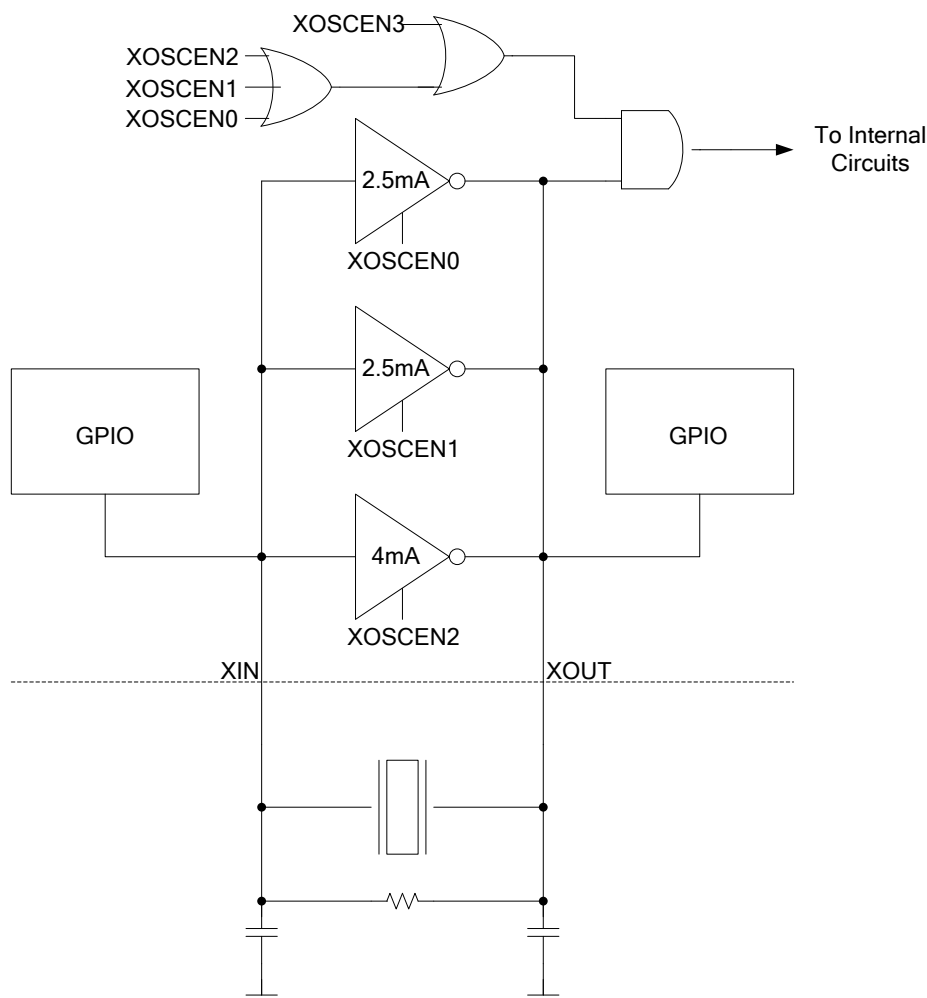 XOSCEN3
XOSCEN2
XOSCEN1
XOSCEN0
To Internal
Circuits
2.5mA
XOSCEN0
2.5mA
XOSCEN1
GPIO
GPIO
4mA
XOSCEN2
XIN
XOUT